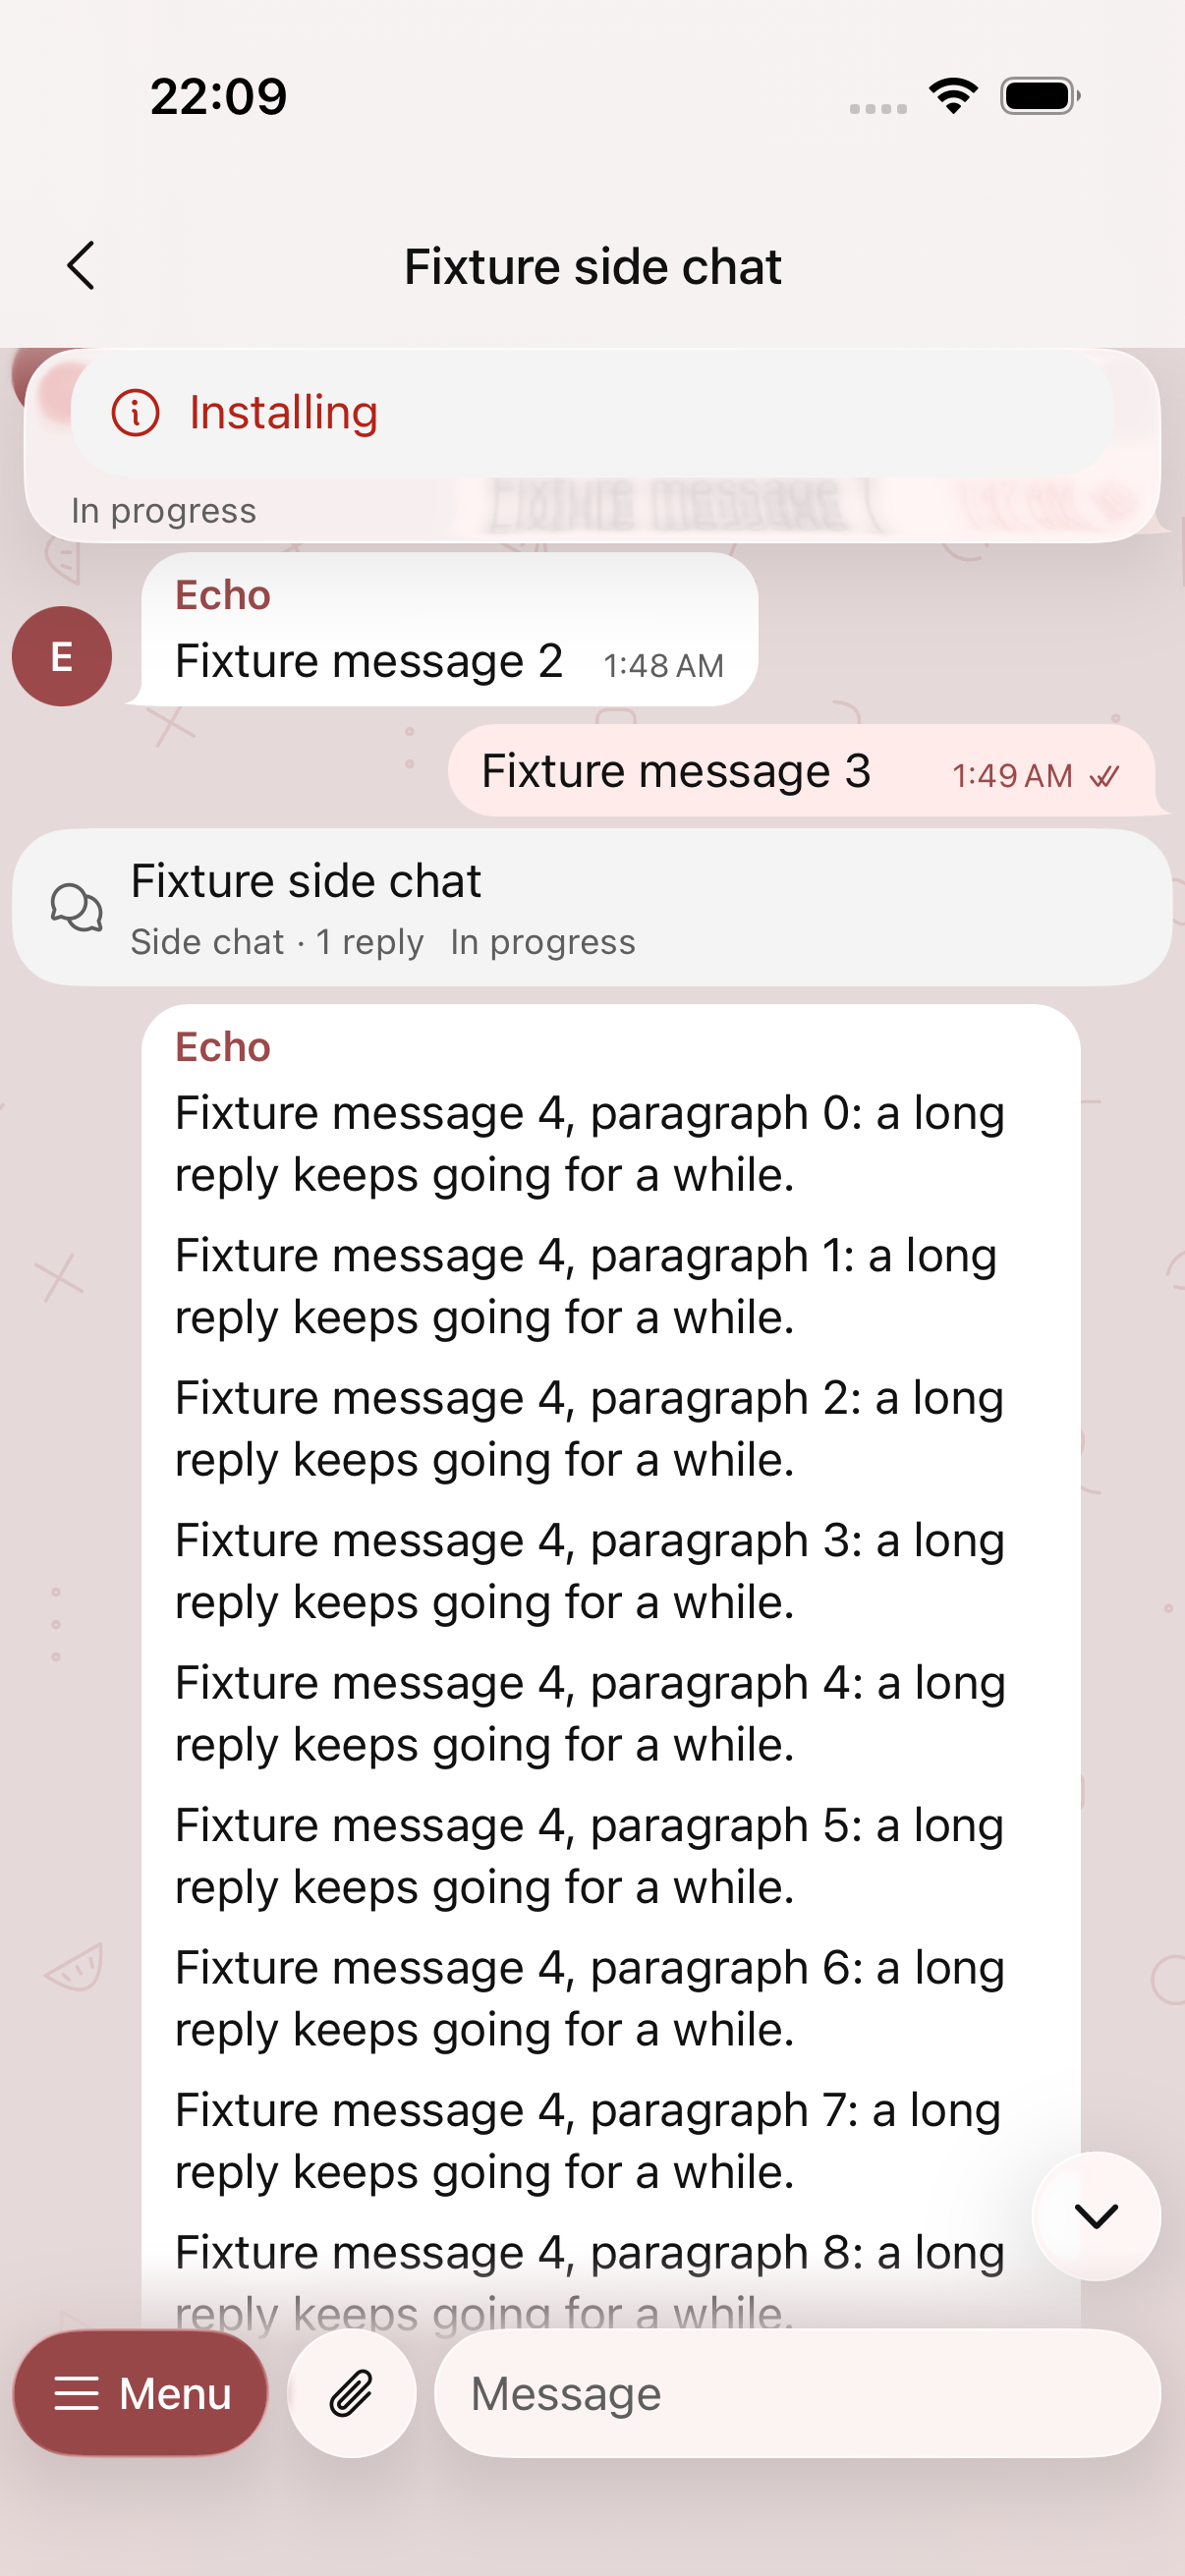 22:09
Fixture side chat
Installing
In progress
Fixture message
Echo
E
Fixture message 2 1:48 AM
Fixture message 3 1:49 AM
Fixture side chat
Side chat · 1 reply In progress
Echo
Fixture message 4, paragraph 0: a long
reply keeps going for a while.
Fixture message 4, paragraph 1: a long
reply keeps going for a while.
Fixture message 4, paragraph 2: a long
reply keeps going for a while.
Fixture message 4, paragraph 3: a long
reply keeps going for a while.
Fixture message 4, paragraph 4: a long
reply keeps going for a while.
Fixture message 4, paragraph 5: a long
reply keeps going for a while.
Fixture message 4, paragraph 6: a long
reply keeps going for a while.
Fixture message 4, paragraph 7: a long
reply keeps going for a while.
Fixture message 4, paragraph 8: a long
reply keeps going for a while.
Menu
Message